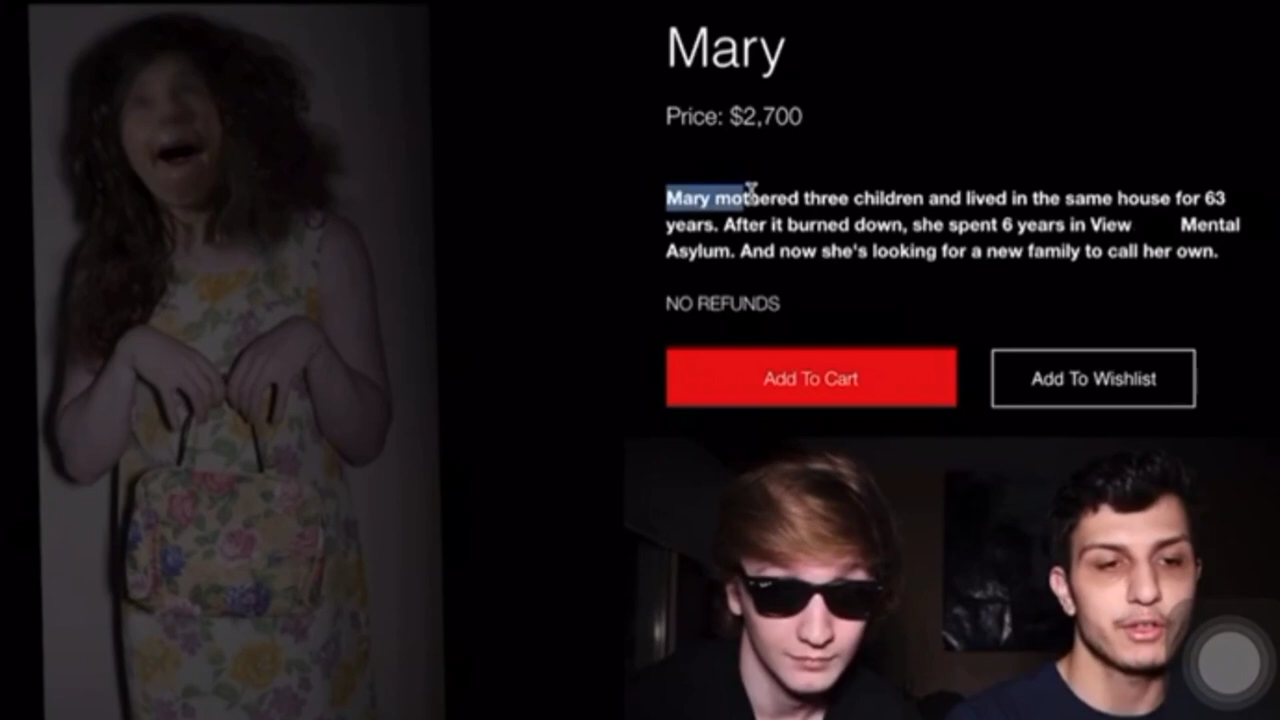 Mary
Price: $2,700
Mary mothered three children and lived in the same house for 63
years. After it burned down, she spent 6 years in View Mental
Asylum. And now she's looking for a new family to call her own.
NO REFUNDS
Add To Cart
Add To Wishlist